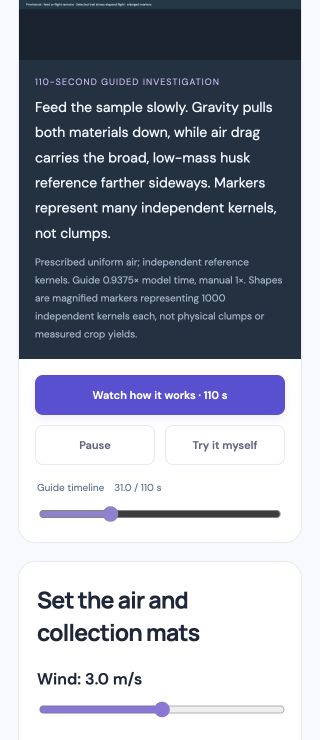 110-SECOND GUIDED INVESTIGATION
Feed the sample slowly. Gravity pulls
both materials down, while air drag
carries the broad, low-mass husk
reference farther sideways. Markers
represent many independent kernels,
not clumps.
Prescribed uniform air; independent reference
kernels. Guide 0.9375× model time, manual 1×. Shapes
are magnified markers representing 1000
independent kernels each, not physical clumps or
measured crop yields.
Watch how it works · 110 s
Pause
Try it myself
Guide timeline 31.0 / 110 s
Set the air and
collection mats
Wind: 3.0 m/s